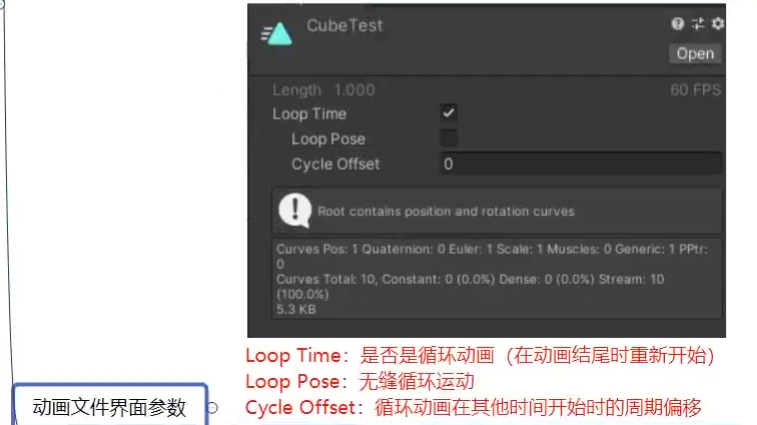 CubeTest
Open
Length 1.000 60 FPS
Loop Time
Loop Pose
Cycle Offset 0
Root contains position and rotation curves
Curves Pos: 1 Quaternion: 0 Euler: 1 Scale: 1 Muscles: 0 Generic: 1 PPtr:
0
Curves Total: 10, Constant: 0 (0.0%) Dense: 0 (0.0%) Stream: 10
(100.0%)
5.3 KB
Loop Time：是否是循环动画（在动画结尾时重新开始）
Loop Pose：无缝循环运动
动画文件界面参数
Cycle Offset：循环动画在其他时间开始时的周期偏移